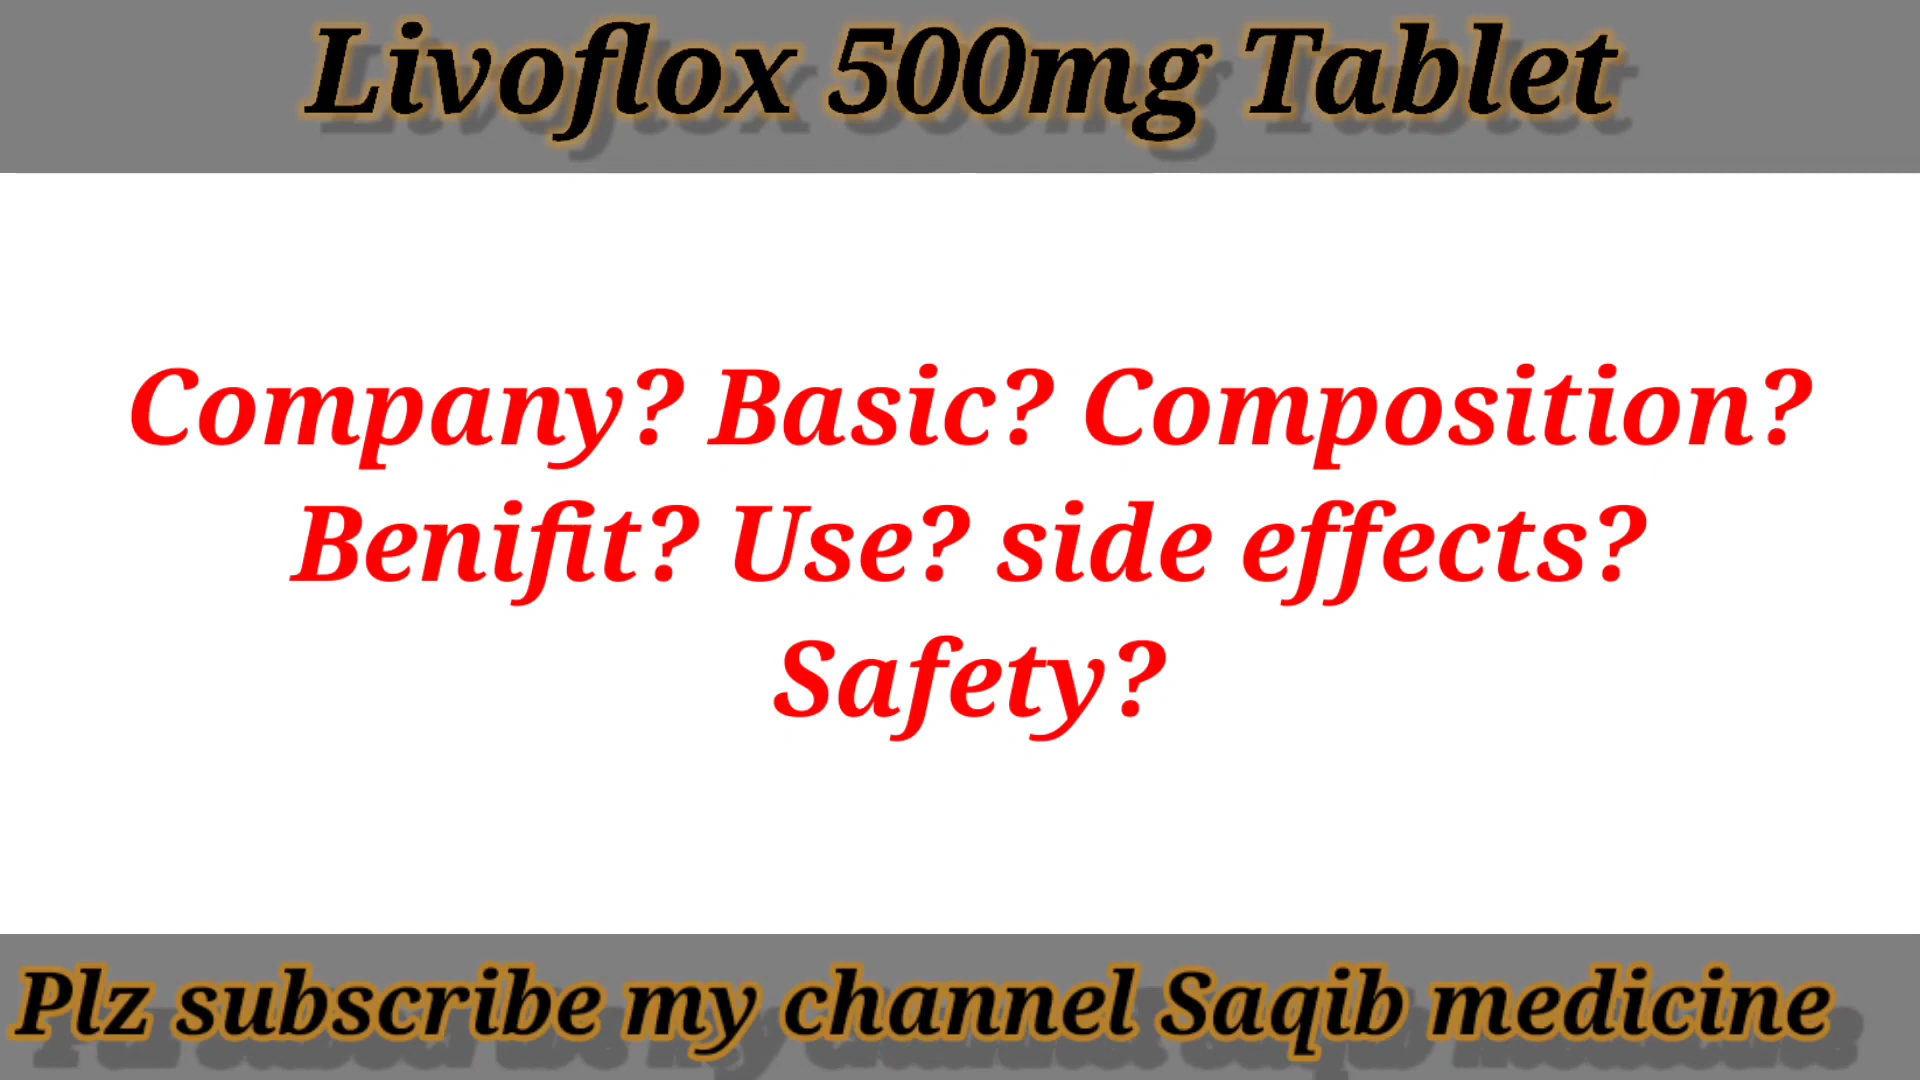 Livoflox 500mg Tablet
Company? Basic? Composition?
Benifit? Use? side effects?
Safety?
Plz subscribe my channel Saqib medicine